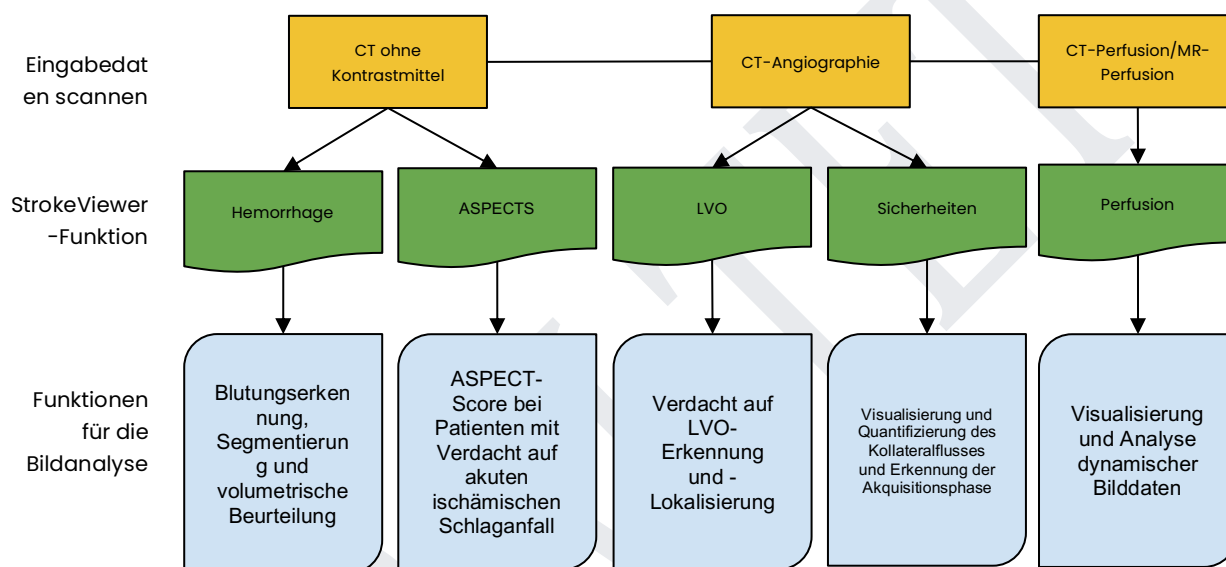 Eingabedat
en scannen
CT ohne
Kontrastmittel
CT-Angiographie
CT-Perfusion/MR-
Perfusion
StrokeViewer
-Funktion
Hemorrhage
ASPECTS
LVO
Sicherheiten
Perfusion
Funktionen
für die
Bildanalyse
Blutungserken
nung,
Segmentierun
g und
volumetrische
Beurteilung
ASPECT-
Score bei
Patienten mit
Verdacht auf
akuten
ischämischen
Schlaganfall
Verdacht auf
LVO-
Erkennung
und -
Lokalisierung
Visualisierung und
Quantifizierung des
Kollateralflusses
und Erkennung der
Akquisitionsphase
Visualisierung
und Analyse
dynamischer
Bilddaten